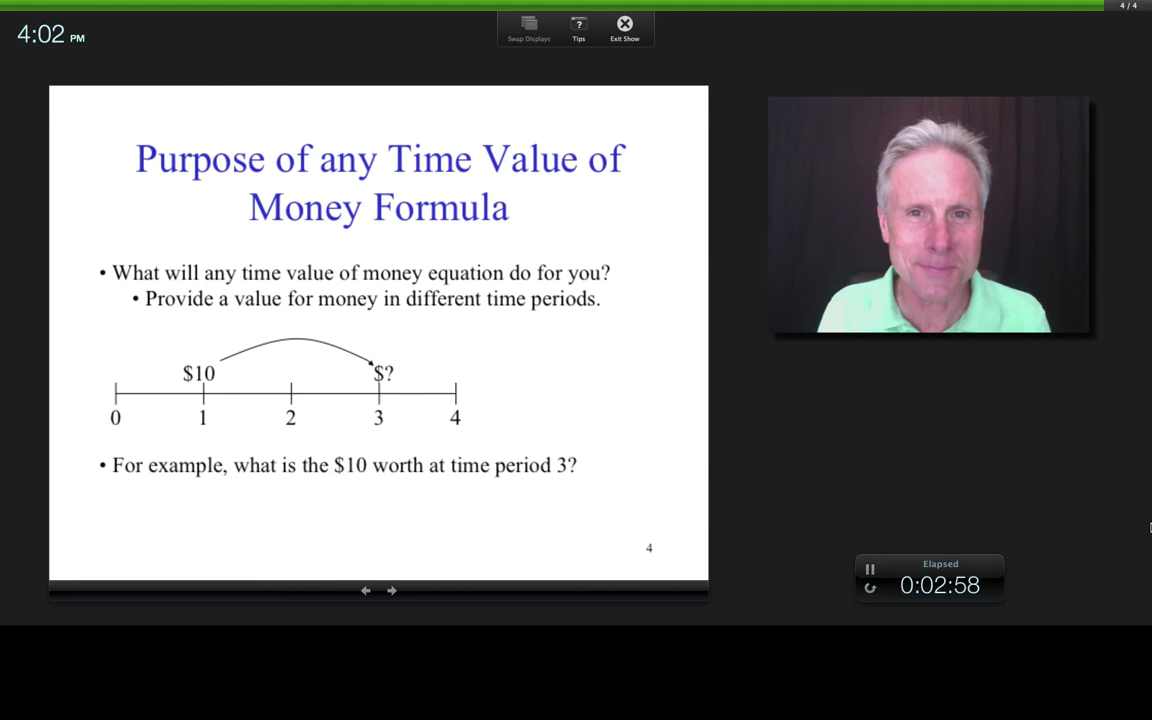 4 / 4
4:02 PM
Swap Displays
? Tips
Exit Show
Purpose of any Time Value of
Money Formula
• What will any time value of money equation do for you?
• Provide a value for money in different time periods.
$10 $?
0 1 2 3 4
• For example, what is the $10 worth at time period 3?
4
Elapsed
0:02:58